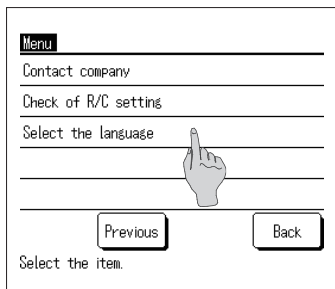 Menu
Contact company
Check of R/C setting
Select the language
Previous Back
Select the item.